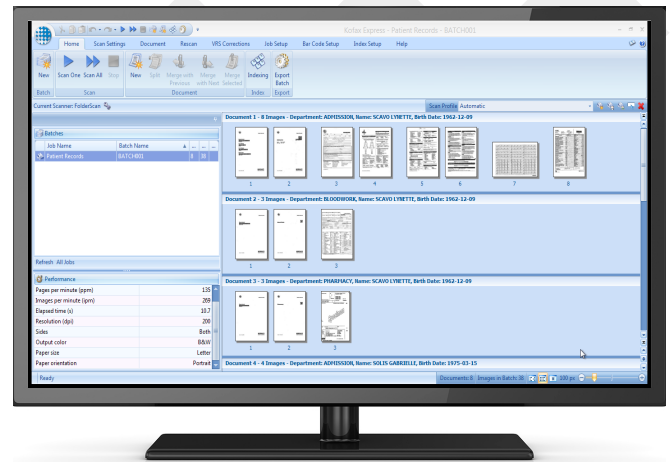 Kofax Express - Patient Records - BATCH001
Home Scan Settings Document Rescan VRS Corrections Job Setup Bar Code Setup Index Setup Help
New Scan One Scan All Stop New Split Merge with Previous Merge with Next Merge Selected Indexing Export Batch
Batch Scan Document Index Export
Current Scanner: FolderScan
Scan Profile Automatic
Batches
Job Name Batch Name ▲ ... ... ...
Patient Records BATCH001 8 38
Refresh All Jobs
Performance
Pages per minute (ppm) 135
Images per minute (ipm) 269
Elapsed time (s) 10.7
Resolution (dpi) 200
Sides Both
Output color B&W
Paper size Letter
Paper orientation Portrait
Document 1 - 8 Images - Department: ADMISSION, Name: SCAVO LYNETTE, Birth Date: 1962-12-09
1 2 3 4 5 6 7 8
Document 2 - 3 Images - Department: BLOODWORK, Name: SCAVO LYNETTE, Birth Date: 1962-12-09
1 2 3
Document 3 - 3 Images - Department: PHARMACY, Name: SCAVO LYNETTE, Birth Date: 1962-12-09
1 2 3
Document 4 - 4 Images - Department: ADMISSION, Name: SOLIS GABRIELLE, Birth Date: 1975-03-15
Ready
Documents: 8 Images in Batch: 38 100 px